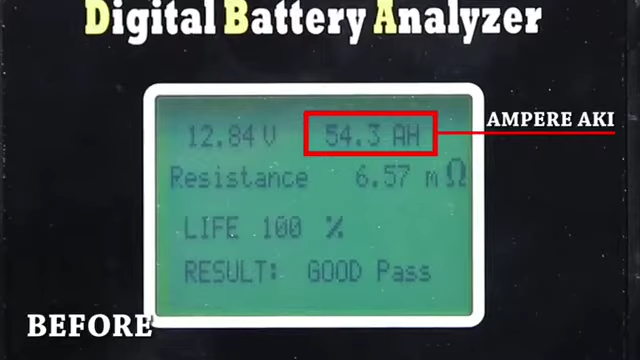 Digital Battery Analyzer
AMPERE AKI
12.84 V 54.3 AH
Resistance 6.57 mΩ
LIFE 100 %
RESULT: GOOD Pass
BEFORE